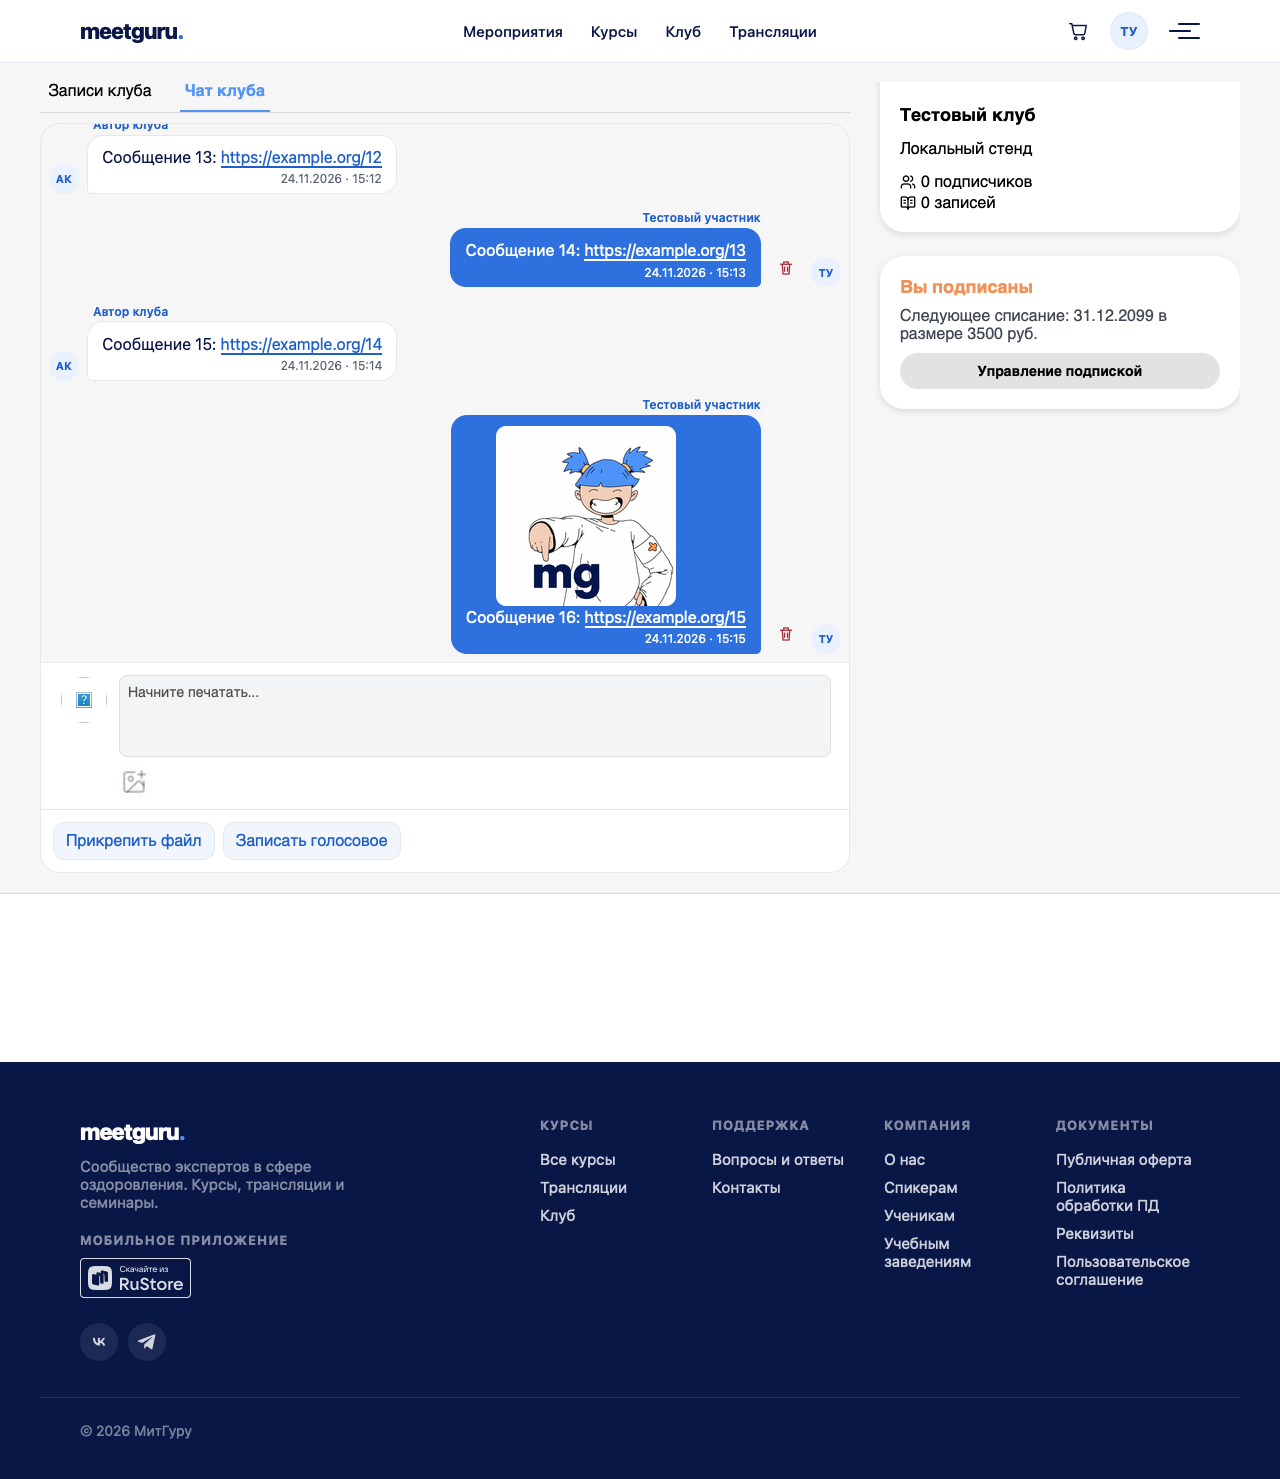 meetguru.
Мероприятия
Курсы
Клуб
Трансляции
ТУ
Записи клуба
Чат клуба
Автор клуба
Сообщение 13: https://example.org/12
24.11.2026 · 15:12
АК
Тестовый участник
Сообщение 14: https://example.org/13
24.11.2026 · 15:13
ТУ
Автор клуба
Сообщение 15: https://example.org/14
24.11.2026 · 15:14
АК
Тестовый участник
mg
Сообщение 16: https://example.org/15
24.11.2026 · 15:15
ТУ
?
Начните печатать...
Прикрепить файл
Записать голосовое
Тестовый клуб
Локальный стенд
0 подписчиков
0 записей
Вы подписаны
Следующее списание: 31.12.2099 в
размере 3500 руб.
Управление подпиской
meetguru.
Сообщество экспертов в сфере
оздоровления. Курсы, трансляции и
семинары.
МОБИЛЬНОЕ ПРИЛОЖЕНИЕ
Скачайте из
RuStore
КУРСЫ
Все курсы
Трансляции
Клуб
ПОДДЕРЖКА
Вопросы и ответы
Контакты
КОМПАНИЯ
О нас
Спикерам
Ученикам
Учебным
заведениям
ДОКУМЕНТЫ
Публичная оферта
Политика
обработки ПД
Реквизиты
Пользовательское
соглашение
© 2026 МитГуру